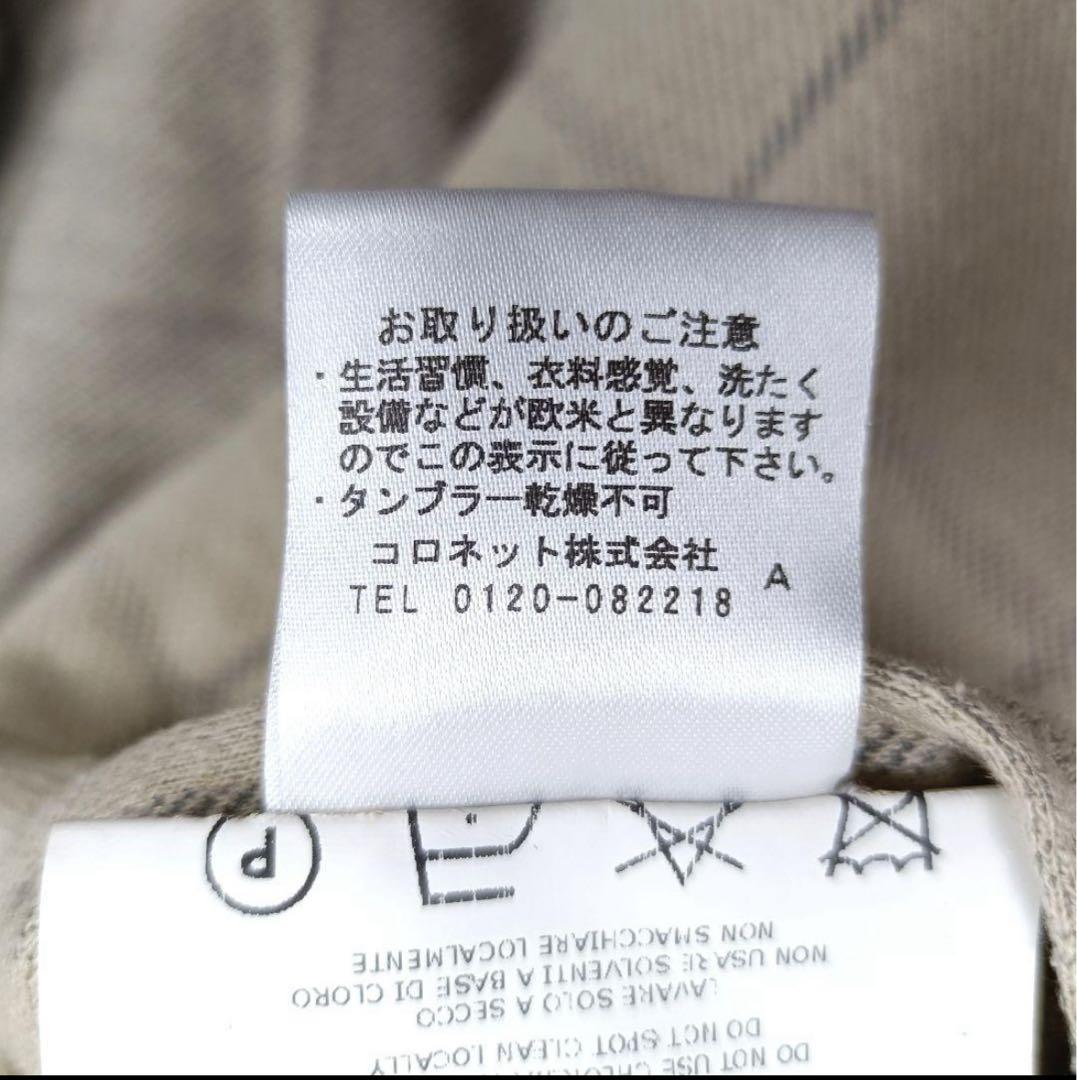 お取り扱いのご注意
・生活習慣、衣料感覚、洗たく
設備などが欧米と異なります
のでこの表示に従って下さい。
・タンブラー乾燥不可
コロネット株式会社
TEL 0120-082218 A
P
NON SMACCHIARE LOCALMENTE
NON USARE SOLVENTI A BASE DI CLORO
LAVARE SOLO A SECCO
DO NOT SPOT CLEAN LOCALLY
DO NOT USE